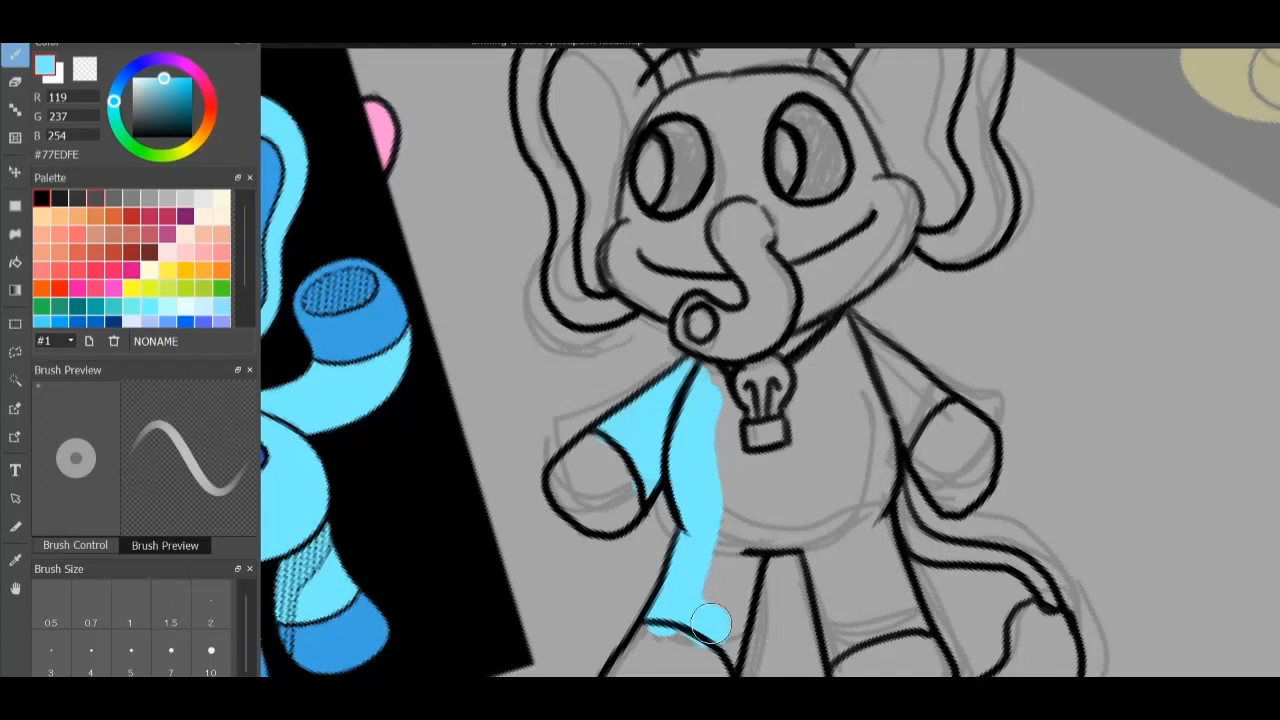 Color
R 119
G 237
B 254
#77EDFE
Palette
#1 NONAME
Brush Preview
*
Brush Control Brush Preview
Brush Size
0.5 0.7 1 1.5 2
3 4 5 7 10
T